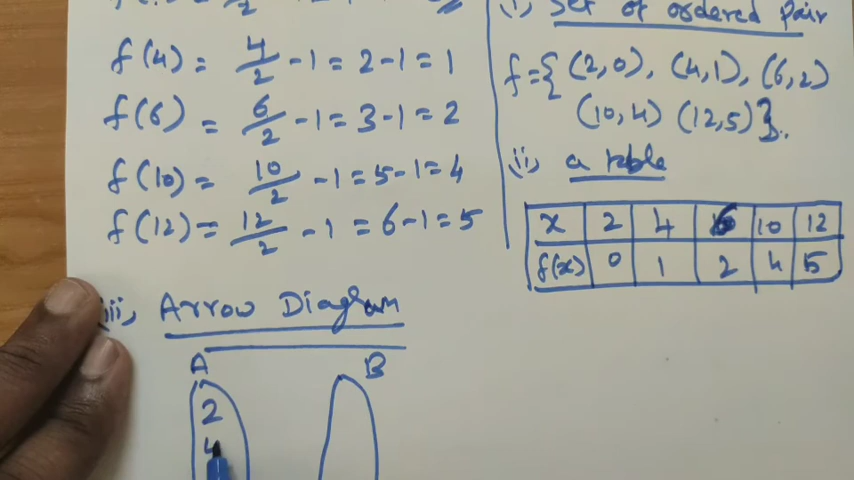 f(4) = 4/2 - 1 = 2 - 1 = 1
f(6) = 6/2 - 1 = 3 - 1 = 2
f(10) = 10/2 - 1 = 5 - 1 = 4
f(12) = 12/2 - 1 = 6 - 1 = 5
(i) Set of ordered Pair
f = { (2,0), (4,1), (6,2)
(10,4) (12,5) }.
(ii) a table
x 2 4 6 10 12
f(x) 0 1 2 4 5
iii, Arrow Diagram
A B
2
4